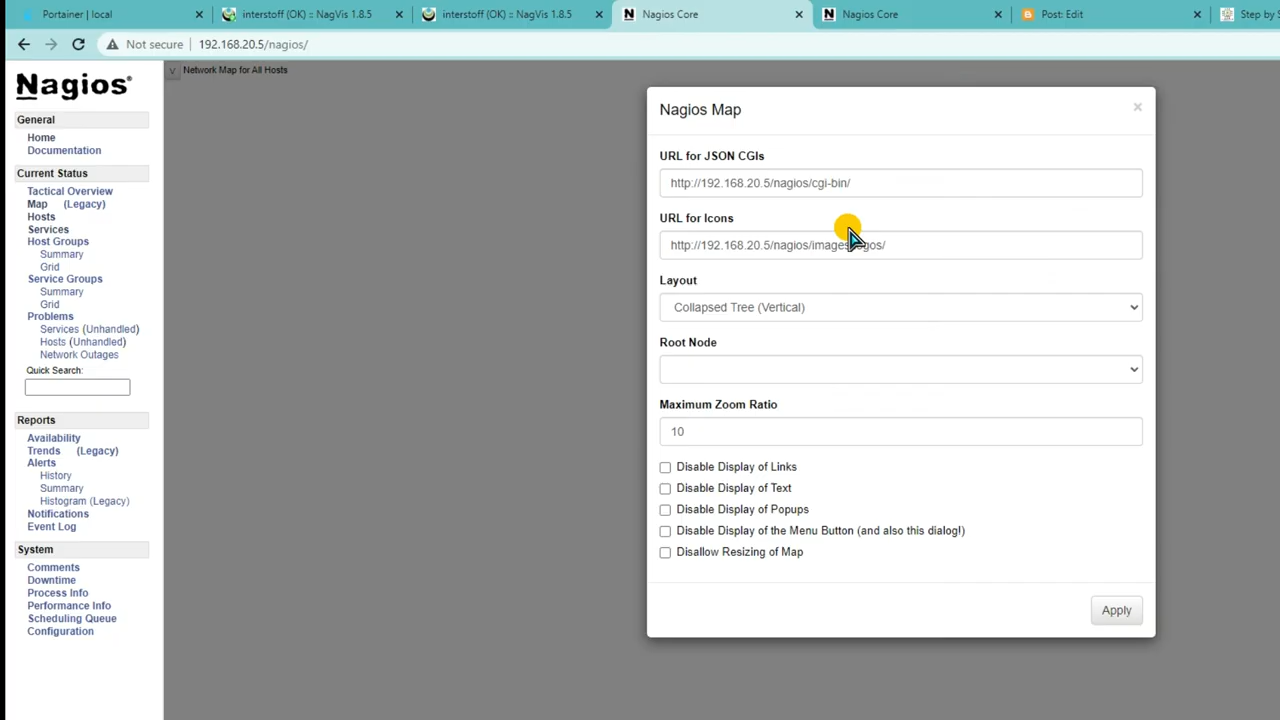 Portainer | local
interstoff (OK) :: NagVis 1.8.5
interstoff (OK) :: NagVis 1.8.5
Nagios Core
Nagios Core
Post: Edit
Step by S
Not secure
192.168.20.5/nagios/
Nagios®
General
Home
Documentation
Current Status
Tactical Overview
Map (Legacy)
Hosts
Services
Host Groups
Summary
Grid
Service Groups
Summary
Grid
Problems
Services (Unhandled)
Hosts (Unhandled)
Network Outages
Quick Search:
Reports
Availability
Trends (Legacy)
Alerts
History
Summary
Histogram (Legacy)
Notifications
Event Log
System
Comments
Downtime
Process Info
Performance Info
Scheduling Queue
Configuration
Network Map for All Hosts
Nagios Map
×
URL for JSON CGIs
http://192.168.20.5/nagios/cgi-bin/
URL for Icons
http://192.168.20.5/nagios/images/logos/
Layout
Collapsed Tree (Vertical)
Root Node
Maximum Zoom Ratio
10
Disable Display of Links
Disable Display of Text
Disable Display of Popups
Disable Display of the Menu Button (and also this dialog!)
Disallow Resizing of Map
Apply